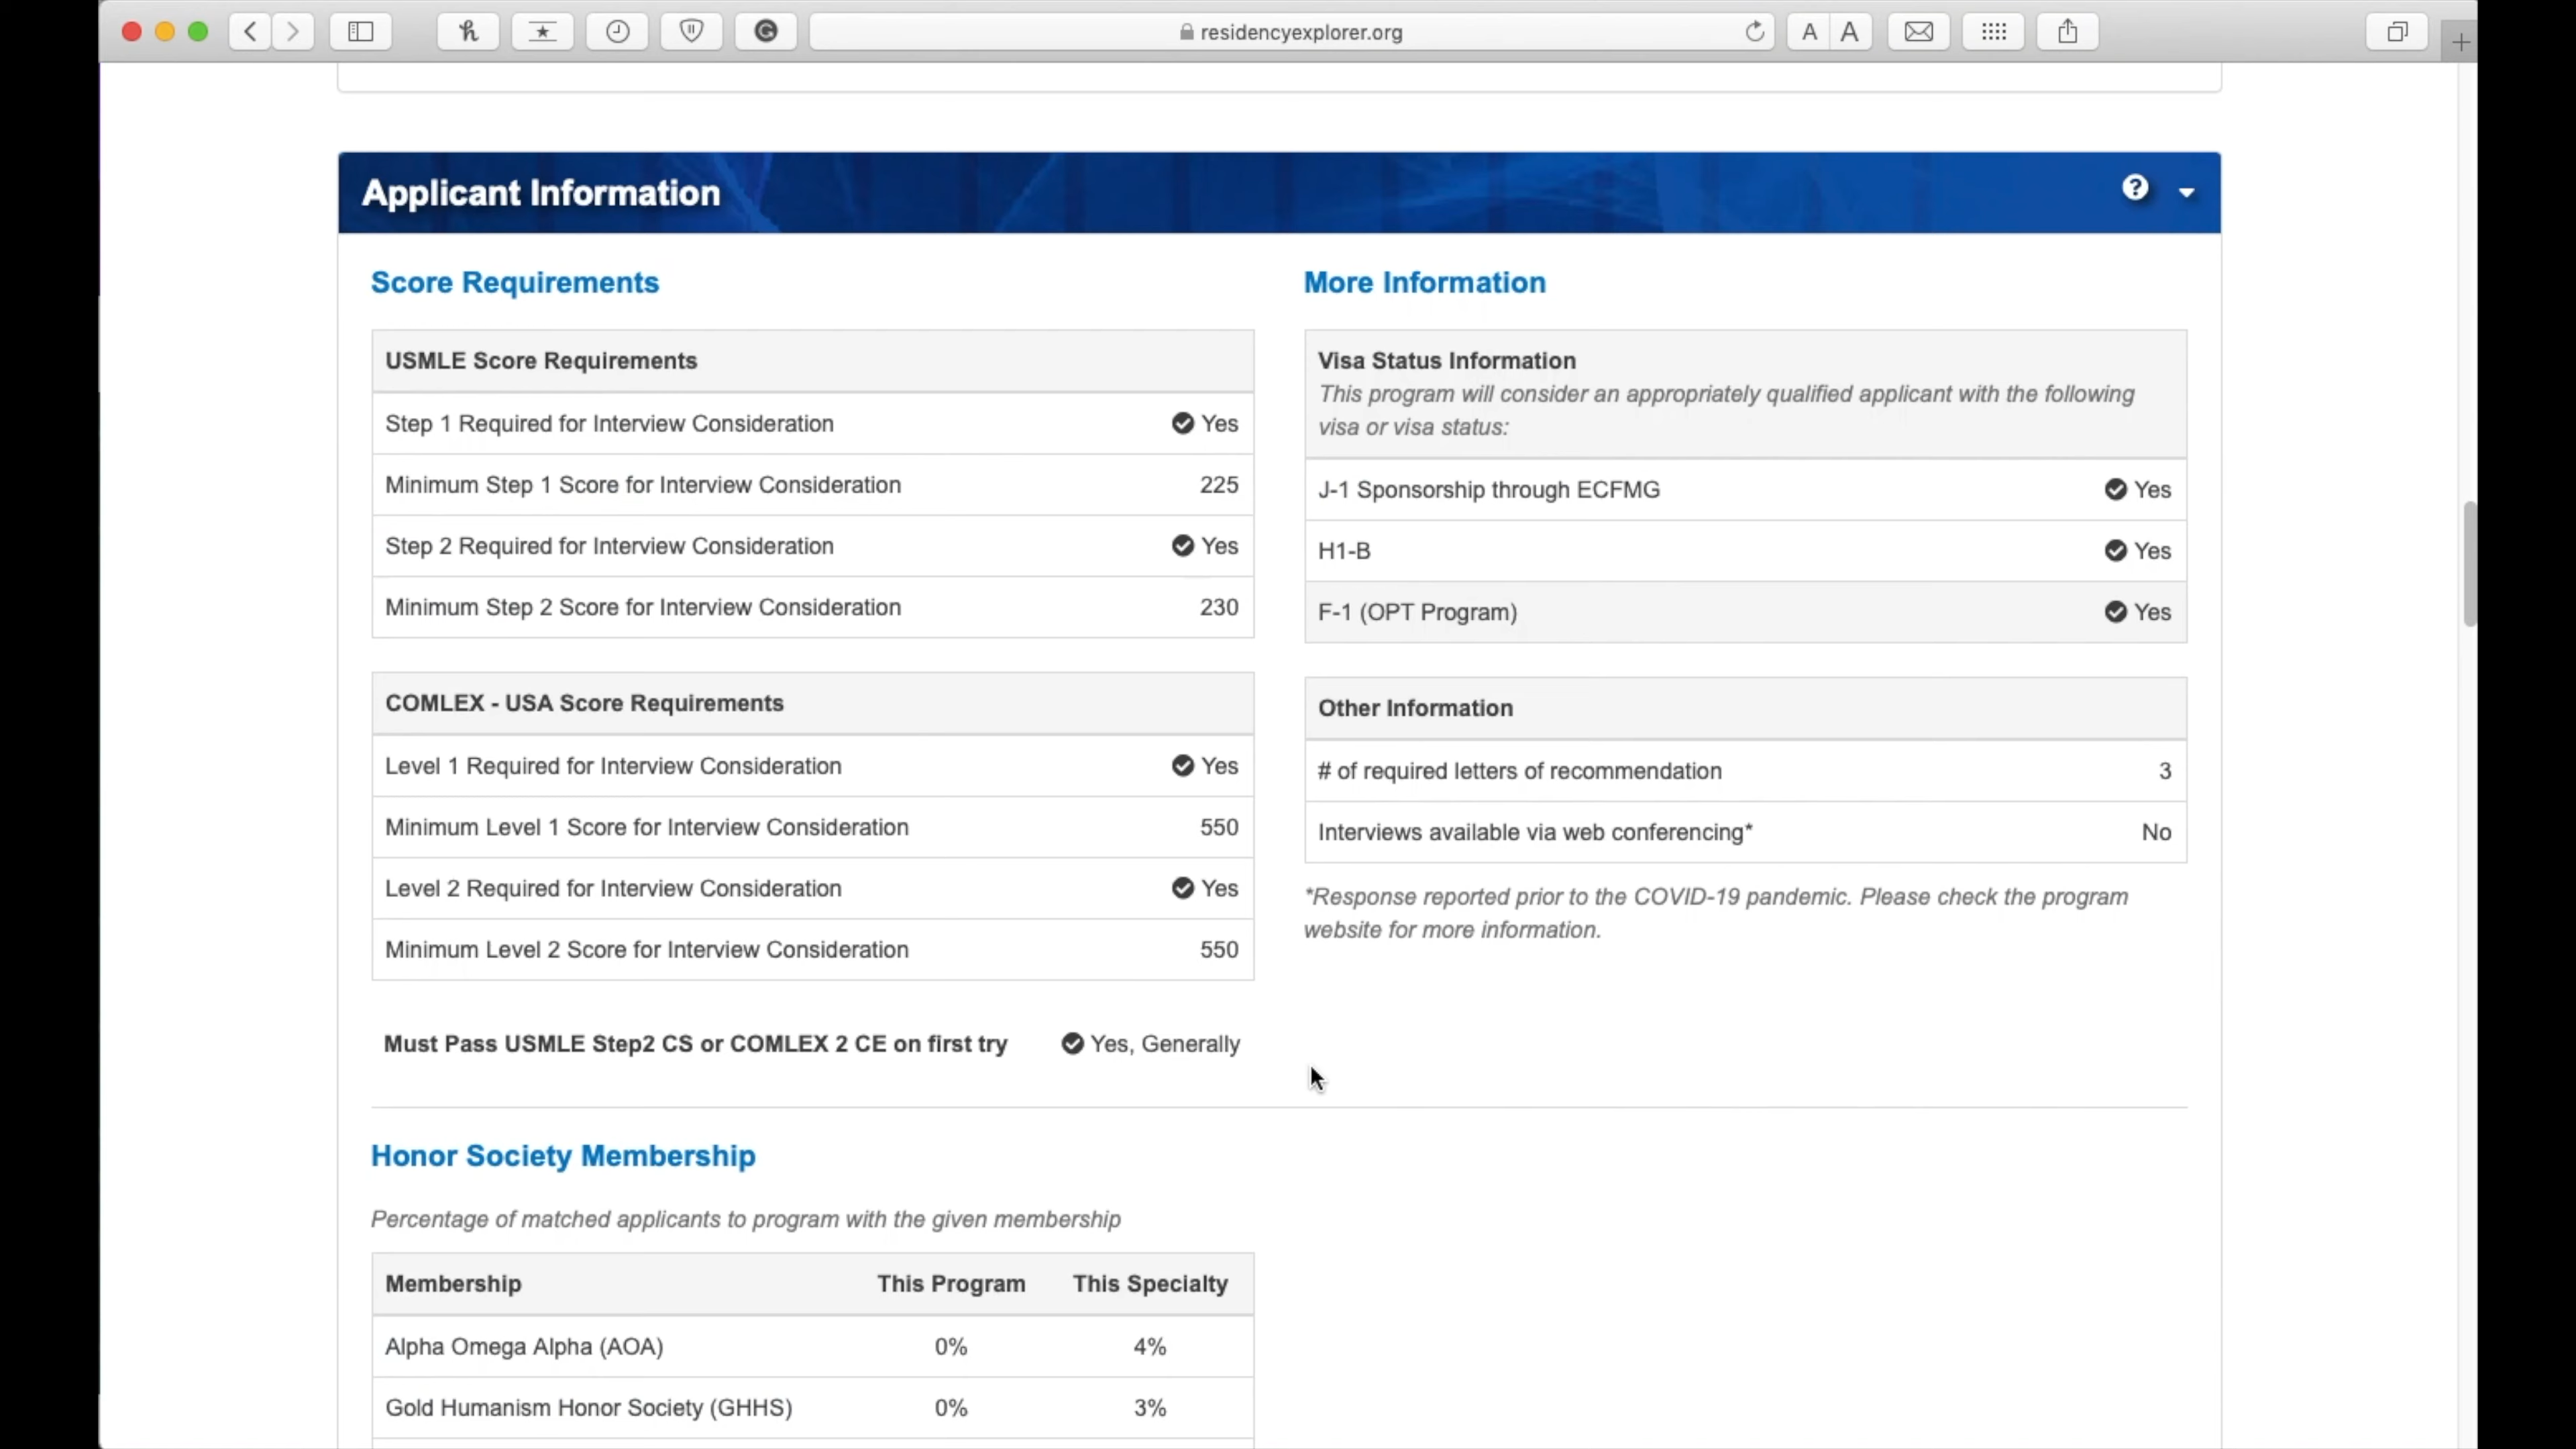 residencyexplorer.org
A A
Applicant Information
Score Requirements
USMLE Score Requirements
Step 1 Required for Interview Consideration Yes
Minimum Step 1 Score for Interview Consideration 225
Step 2 Required for Interview Consideration Yes
Minimum Step 2 Score for Interview Consideration 230
COMLEX - USA Score Requirements
Level 1 Required for Interview Consideration Yes
Minimum Level 1 Score for Interview Consideration 550
Level 2 Required for Interview Consideration Yes
Minimum Level 2 Score for Interview Consideration 550
Must Pass USMLE Step2 CS or COMLEX 2 CE on first try Yes, Generally
More Information
Visa Status Information
This program will consider an appropriately qualified applicant with the following
visa or visa status:
J-1 Sponsorship through ECFMG Yes
H1-B Yes
F-1 (OPT Program) Yes
Other Information
# of required letters of recommendation 3
Interviews available via web conferencing* No
*Response reported prior to the COVID-19 pandemic. Please check the program
website for more information.
Honor Society Membership
Percentage of matched applicants to program with the given membership
Membership This Program This Specialty
Alpha Omega Alpha (AOA) 0% 4%
Gold Humanism Honor Society (GHHS) 0% 3%